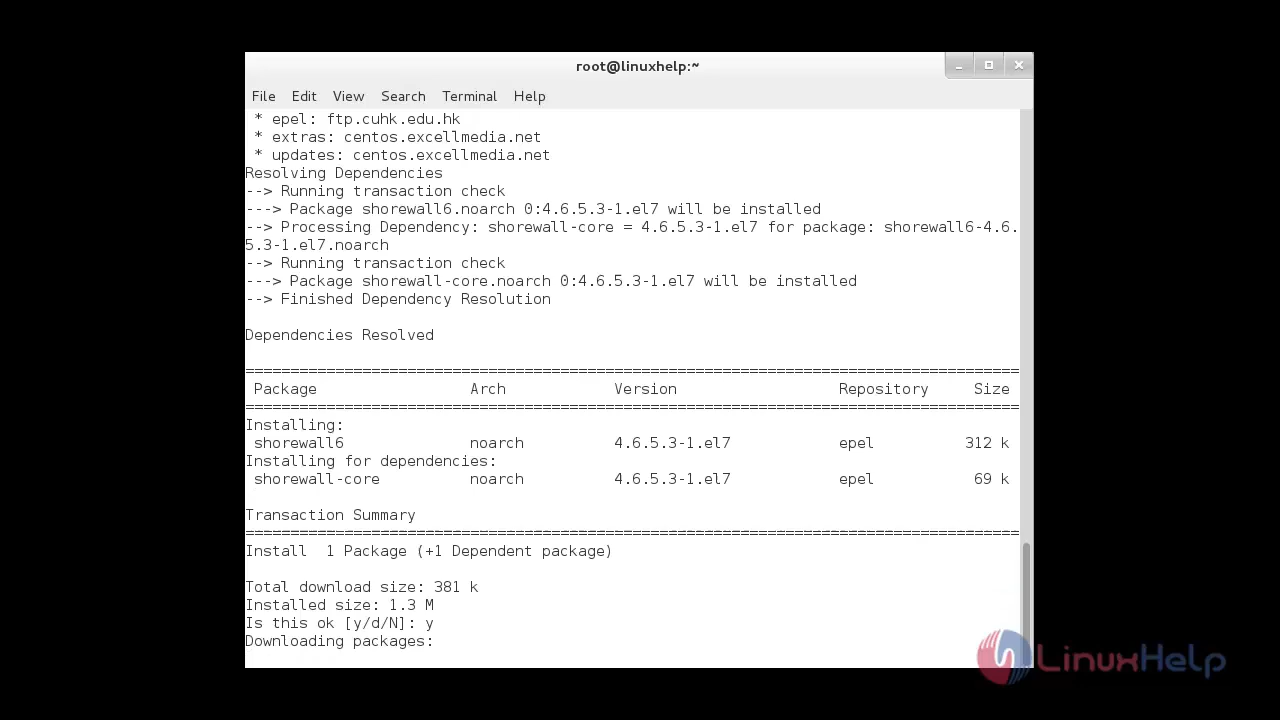 root@linuxhelp:~
File Edit View Search Terminal Help
* epel: ftp.cuhk.edu.hk
* extras: centos.excellmedia.net
* updates: centos.excellmedia.net
Resolving Dependencies
--> Running transaction check
---> Package shorewall6.noarch 0:4.6.5.3-1.el7 will be installed
--> Processing Dependency: shorewall-core = 4.6.5.3-1.el7 for package: shorewall6-4.6.
5.3-1.el7.noarch
--> Running transaction check
---> Package shorewall-core.noarch 0:4.6.5.3-1.el7 will be installed
--> Finished Dependency Resolution
Dependencies Resolved
================================================================================
Package Arch Version Repository Size
================================================================================
Installing:
shorewall6 noarch 4.6.5.3-1.el7 epel 312 k
Installing for dependencies:
shorewall-core noarch 4.6.5.3-1.el7 epel 69 k
Transaction Summary
================================================================================
Install 1 Package (+1 Dependent package)
Total download size: 381 k
Installed size: 1.3 M
Is this ok [y/d/N]: y
Downloading packages:
LinuxHelp